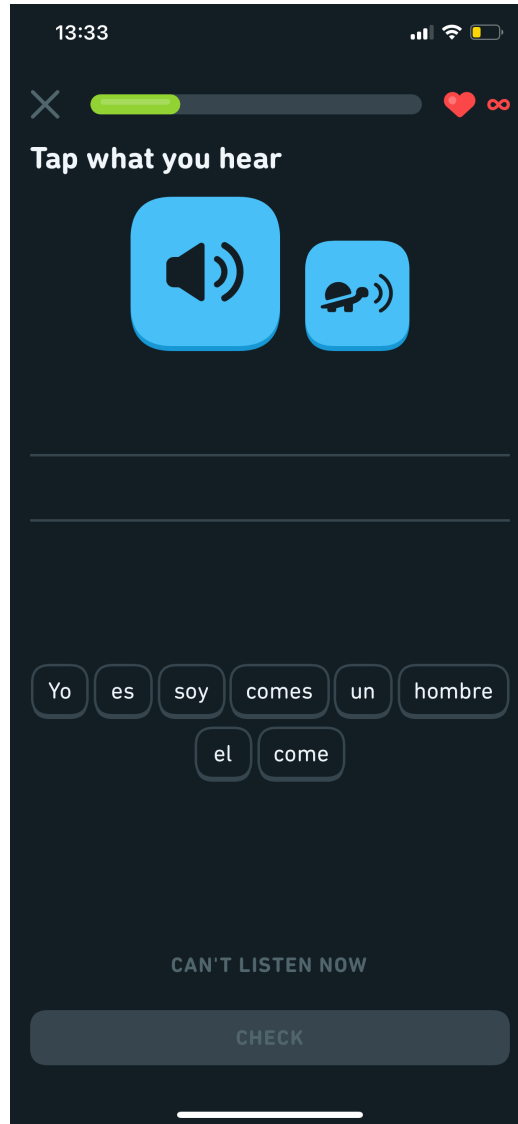 13:33
Tap what you hear
Yo es soy comes un hombre
el come
CAN'T LISTEN NOW
CHECK